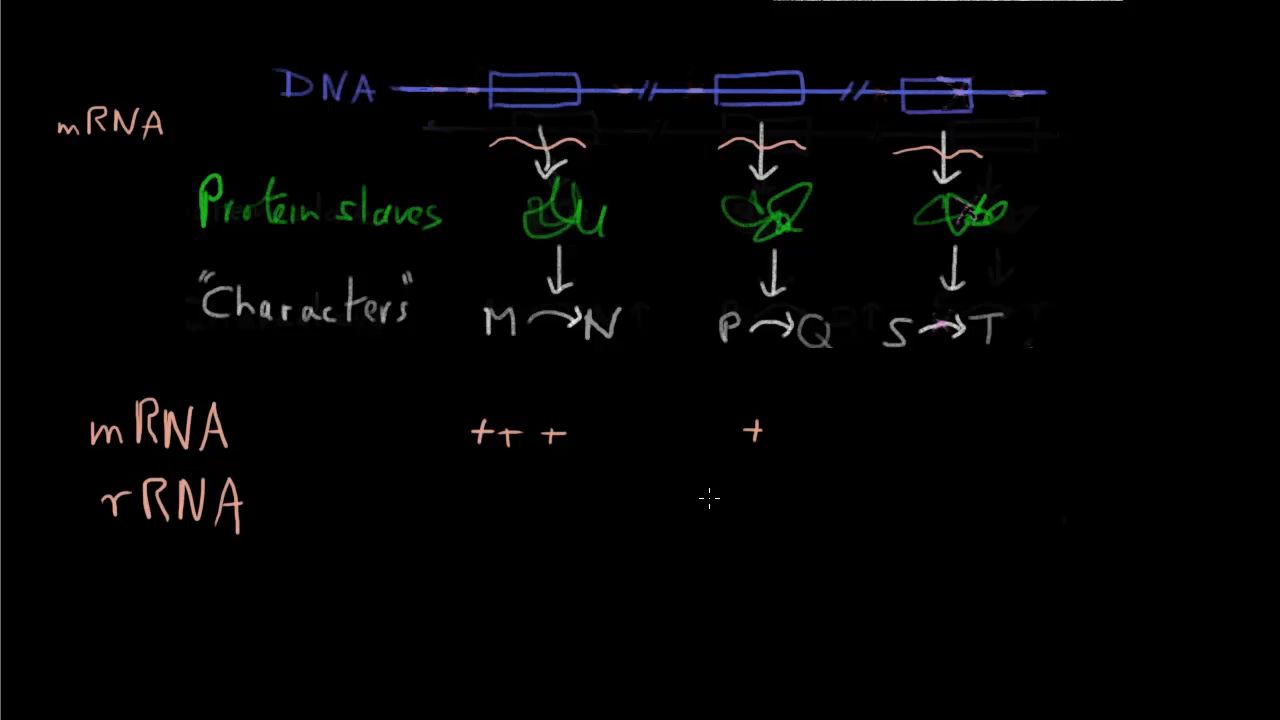 DNA
mRNA
Protein slaves
"Characters" M N P Q S T
mRNA ++ + +
rRNA